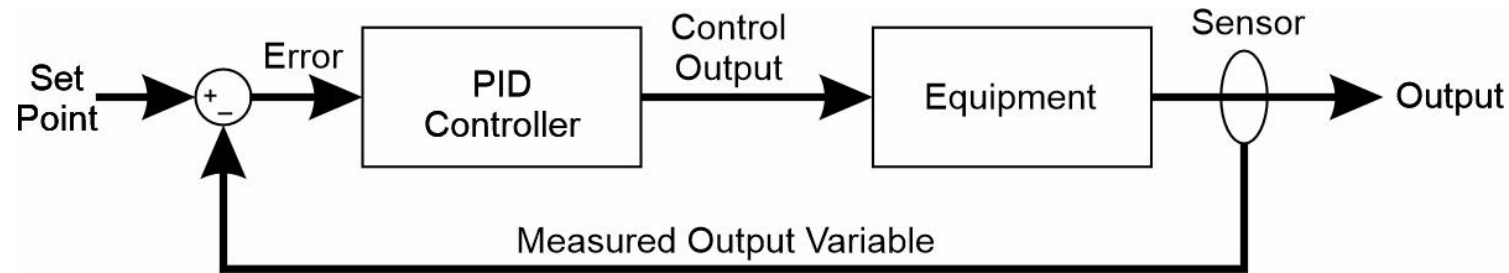 Set
Point
+
−
Error
PID
Controller
Control
Output
Equipment
Sensor
Output
Measured Output Variable